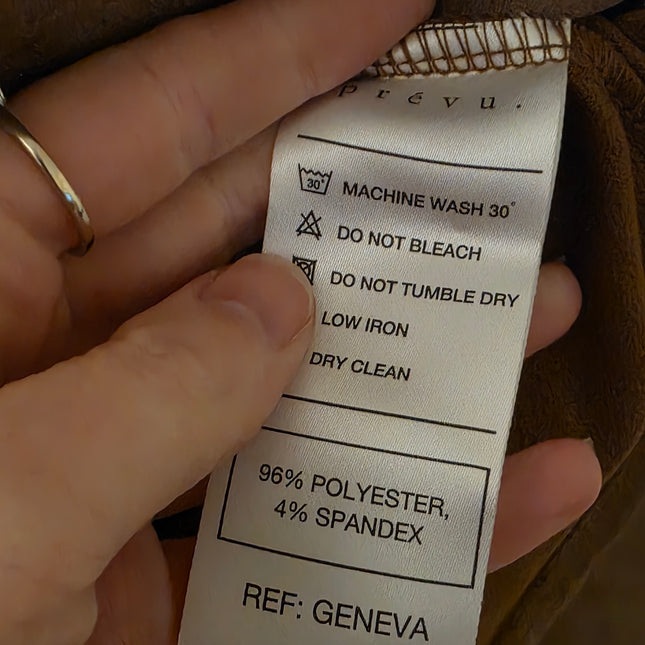 prévu.
30°
MACHINE WASH 30°
DO NOT BLEACH
DO NOT TUMBLE DRY
LOW IRON
DRY CLEAN
96% POLYESTER,
4% SPANDEX
REF: GENEVA